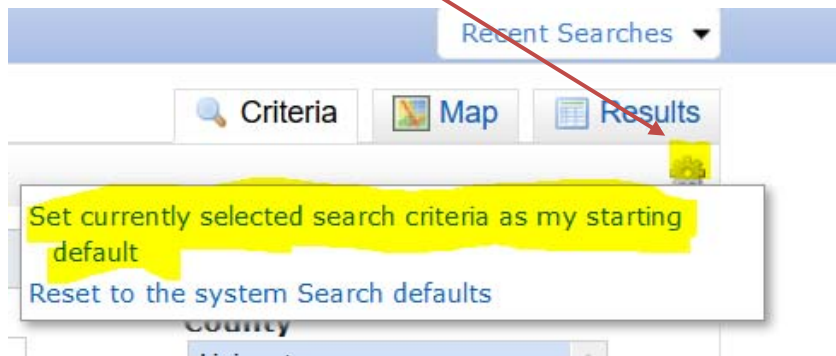 Recent Searches
Criteria Map Results
Set currently selected search criteria as my starting
default
Reset to the system Search defaults
County